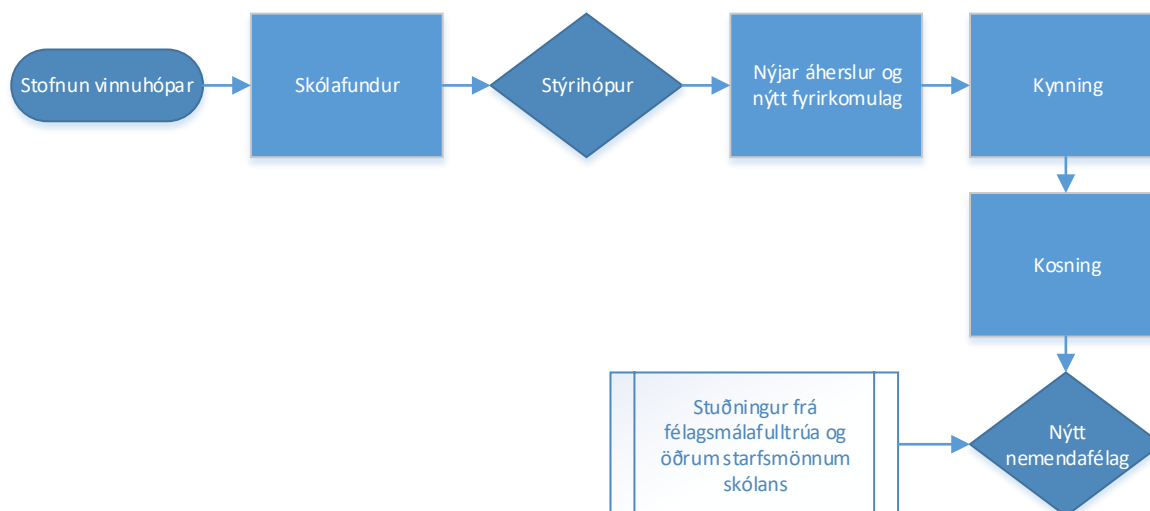 Stofnun vinnuhópar
Skólafundur
Stýrihópur
Nýjar áherslur og
nýtt fyrirkomulag
Kynning
Kosning
Stuðningur frá
félagsmálafulltrúa og
öðrum starfsmönnum
skólans
Nýtt
nemendafélag